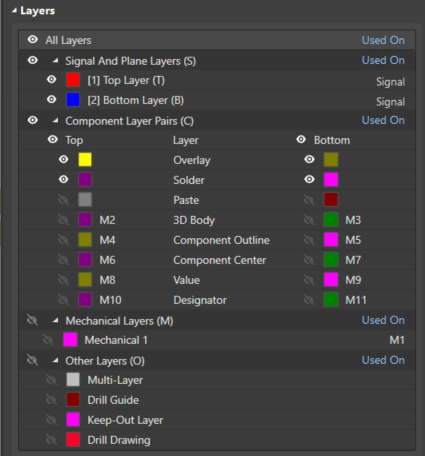 Layers
All Layers Used On
Signal And Plane Layers (S) Used On
[1] Top Layer (T) Signal
[2] Bottom Layer (B) Signal
Component Layer Pairs (C) Used On
Top Layer Bottom
Overlay
Solder
Paste
M2 3D Body M3
M4 Component Outline M5
M6 Component Center M7
M8 Value M9
M10 Designator M11
Mechanical Layers (M) Used On
Mechanical 1 M1
Other Layers (O) Used On
Multi-Layer
Drill Guide
Keep-Out Layer
Drill Drawing